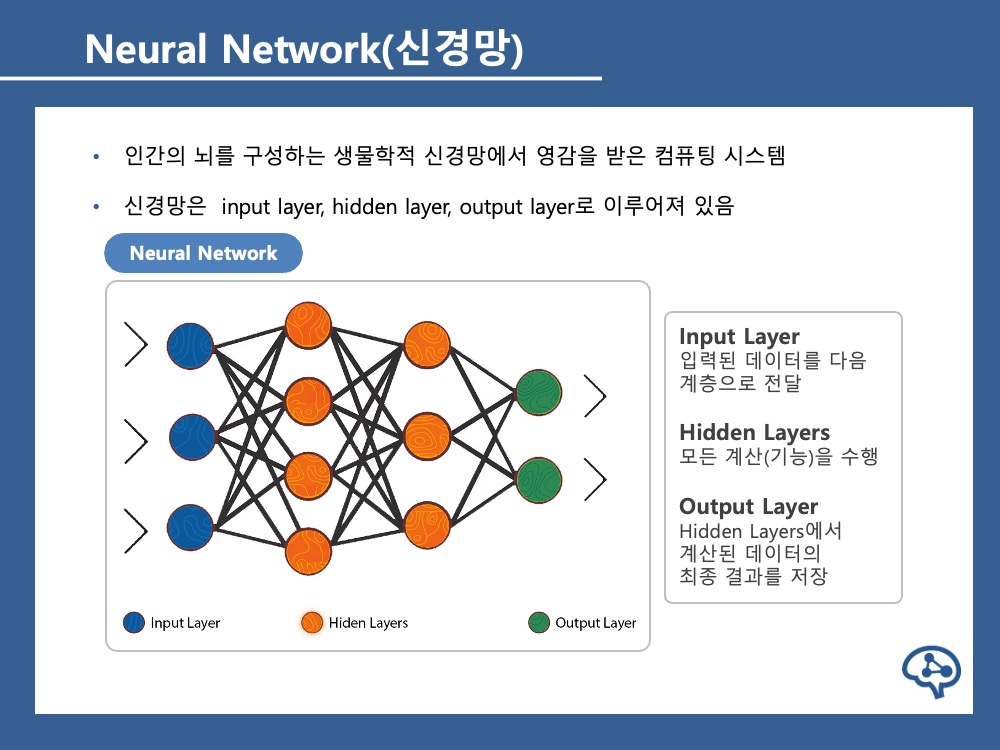 Neural Network(신경망)
• 인간의 뇌를 구성하는 생물학적 신경망에서 영감을 받은 컴퓨팅 시스템
• 신경망은 input layer, hidden layer, output layer로 이루어져 있음
Neural Network
Input Layer
Hiden Layers
Output Layer
Input Layer
입력된 데이터를 다음
계층으로 전달
Hidden Layers
모든 계산(기능)을 수행
Output Layer
Hidden Layers에서
계산된 데이터의
최종 결과를 저장